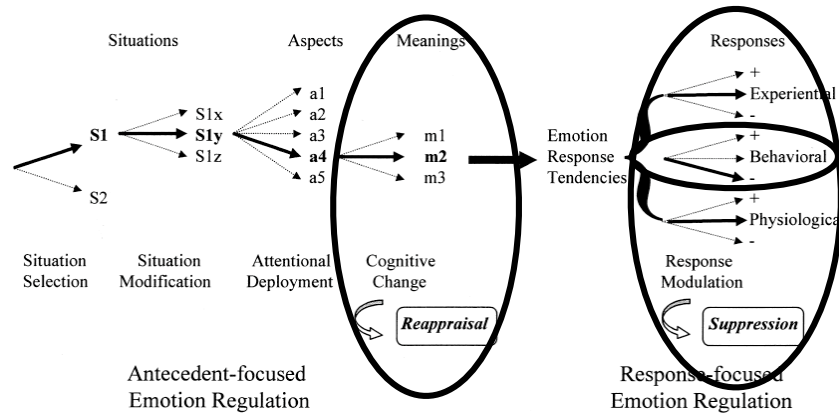 Situations
Aspects
Meanings
Responses
S1
S2
S1x
S1y
S1z
a1
a2
a3
a4
a5
m1
m2
m3
Emotion
Response
Tendencies
+
Experiential
-
+
Behavioral
-
+
Physiological
-
Situation
Selection
Situation
Modification
Attentional
Deployment
Cognitive
Change
Response
Modulation
Reappraisal
Suppression
Antecedent-focused
Emotion Regulation
Response-focused
Emotion Regulation